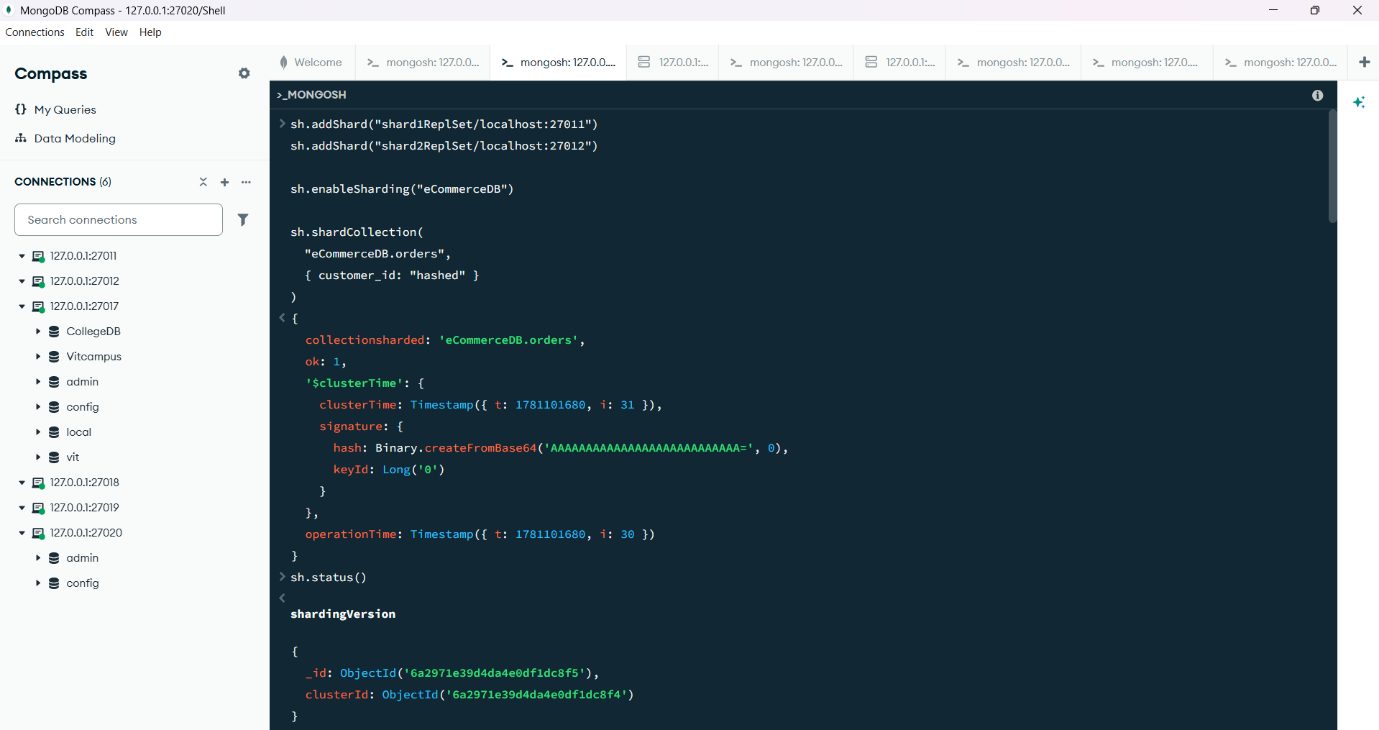 MongoDB Compass - 127.0.0.1:27020/Shell
Connections Edit View Help
Compass
My Queries
Data Modeling
CONNECTIONS (6)
Search connections
127.0.0.1:27011
127.0.0.1:27012
127.0.0.1:27017
CollegeDB
Vitcampus
admin
config
local
vit
127.0.0.1:27018
127.0.0.1:27019
127.0.0.1:27020
admin
config
Welcome >_ mongosh: 127.0.0... >_ mongosh: 127.0.0.... 127.0.0.1:... >_ mongosh: 127.0.0... 127.0.0.1:... >_ mongosh: 127.0.0... >_ mongosh: 127.0.0.... >_ mongosh: 127.0.0... +
>_MONGOSH
> sh.addShard("shard1ReplSet/localhost:27011")
sh.addShard("shard2ReplSet/localhost:27012")
sh.enableSharding("eCommerceDB")
sh.shardCollection(
"eCommerceDB.orders",
{ customer_id: "hashed" }
)
< {
collectionsharded: 'eCommerceDB.orders',
ok: 1,
'$clusterTime': {
clusterTime: Timestamp({ t: 1781101680, i: 31 }),
signature: {
hash: Binary.createFromBase64('AAAAAAAAAAAAAAAAAAAAAAAAAAA=', 0),
keyId: Long('0')
}
},
operationTime: Timestamp({ t: 1781101680, i: 30 })
}
> sh.status()
<
shardingVersion
{
_id: ObjectId('6a2971e39d4da4e0df1dc8f5'),
clusterId: ObjectId('6a2971e39d4da4e0df1dc8f4')
}